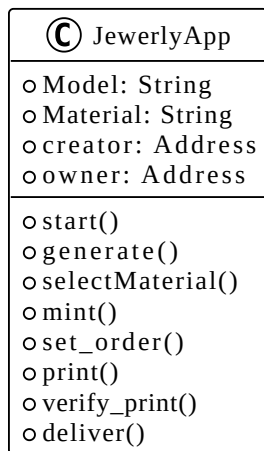 C JewerlyApp
Model: String
Material: String
creator: Address
owner: Address
start()
generate()
selectMaterial()
mint()
set_order()
print()
verify_print()
deliver()